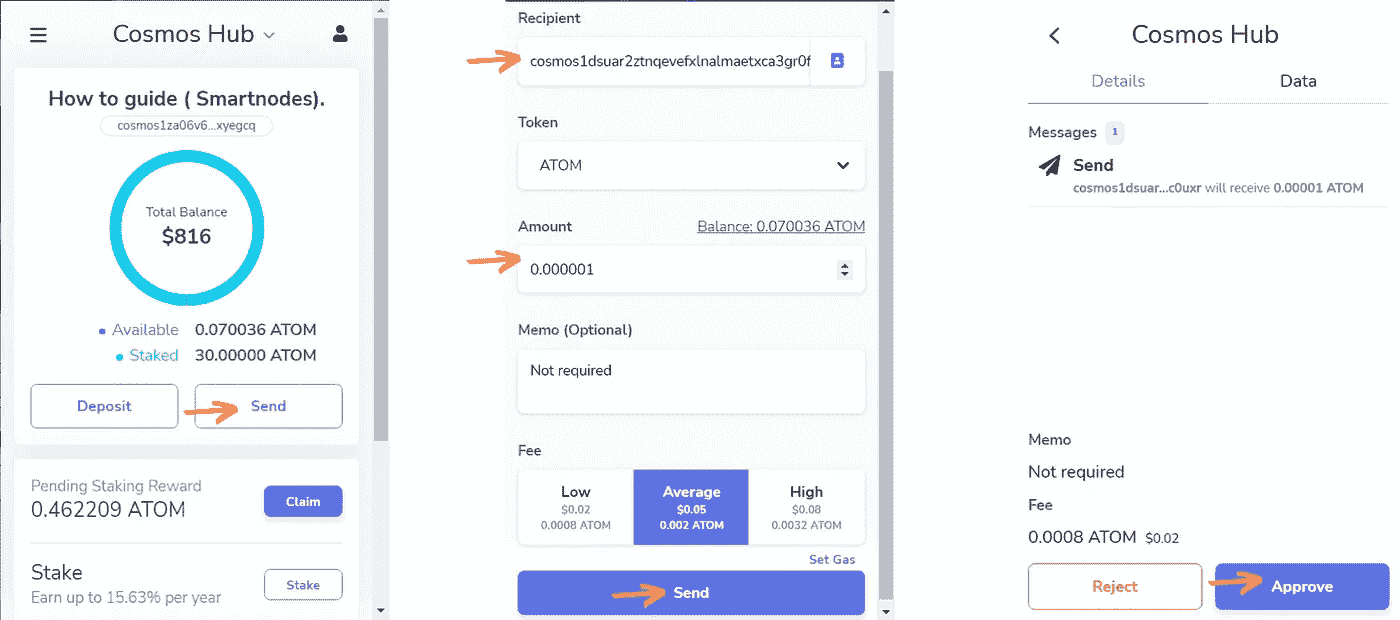 Cosmos Hub
How to guide ( Smartnodes).
cosmos1za06v6...xyegcq
Total Balance
$816
Available 0.070036 ATOM
Staked 30.00000 ATOM
Deposit Send
Pending Staking Reward
0.462209 ATOM
Claim
Stake
Earn up to 15.63% per year
Stake
Recipient
cosmos1dsuar2ztnqevefxlnalmaetxca3gr0f
Token
ATOM
Amount Balance: 0.070036 ATOM
0.000001
Memo (Optional)
Not required
Fee
Low Average High
$0.02 $0.05 $0.08
0.0008 ATOM 0.002 ATOM 0.0032 ATOM
Set Gas
Send
Cosmos Hub
Details Data
Messages 1
Send
cosmos1dsuar...c0uxr will receive 0.00001 ATOM
Memo
Not required
Fee
0.0008 ATOM $0.02
Reject Approve